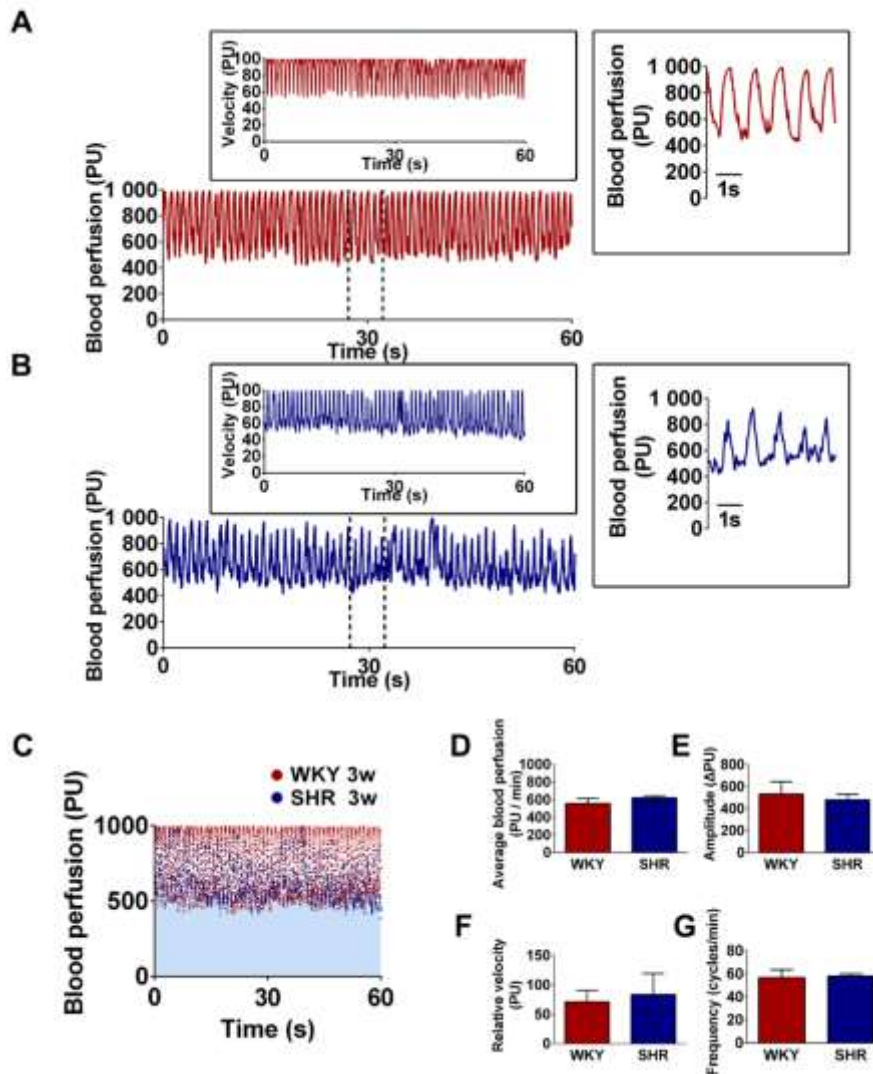 A
Velocity (PU)
100
80
60
40
20
0
0 30 60
Time (s)
Blood perfusion
(PU)
1 000
800
600
400
200
0
1s
Blood perfusion (PU)
1 000
800
600
400
200
0
0 30 60
Time (s)
B
Velocity (PU)
100
80
60
40
20
0
0 30 60
Time (s)
Blood perfusion
(PU)
1 000
800
600
400
200
0
1s
Blood perfusion (PU)
1 000
800
600
400
200
0
0 30 60
Time (s)
C
WKY 3w
SHR 3w
Blood perfusion (PU)
1000
500
0
0 30 60
Time (s)
D
Average blood perfusion
(PU / min)
1000
800
600
400
200
0
WKY SHR
E
Amplitude (ΔPU)
800
600
400
200
0
WKY SHR
F
Relative velocity
(PU)
150
100
50
0
WKY SHR
G
Frequency (cycles/min)
80
60
40
20
0
WKY SHR